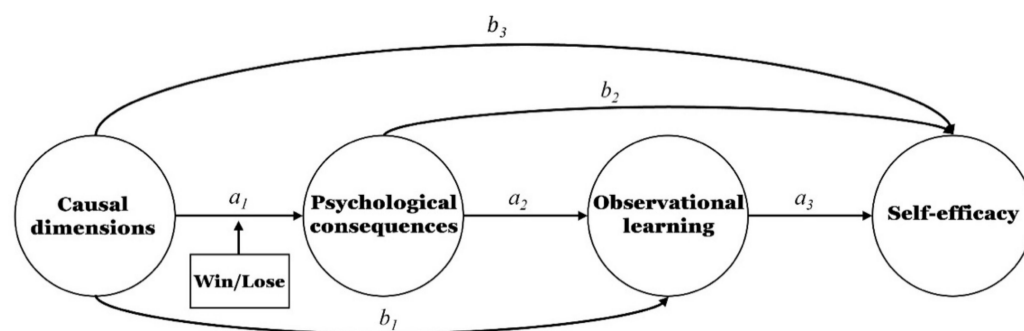 b3
b2
Causal
dimensions
a1
Psychological
consequences
a2
Observational
learning
a3
Self-efficacy
Win/Lose
b1